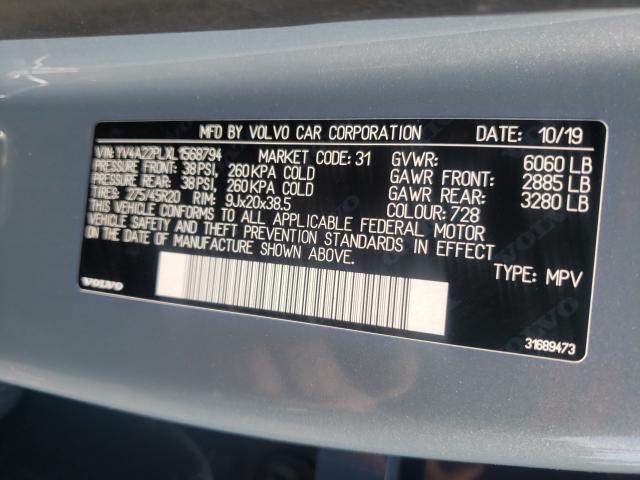 MFD BY VOLVO CAR CORPORATION DATE: 10/19
VIN: YV4A22PLXL1568794 MARKET CODE: 31 GVWR: 6060 LB
PRESSURE FRONT: 38PSI, 260KPA COLD GAWR FRONT: 2885 LB
PRESSURE REAR: 38PSI, 260KPA COLD GAWR REAR: 3280 LB
TIRES: 275/45R20 RIM: 9Jx20x38.5 COLOUR: 728
THIS VEHICLE CONFORMS TO ALL APPLICABLE FEDERAL MOTOR
VEHICLE SAFETY AND THEFT PREVENTION STANDARDS IN EFFECT
ON THE DATE OF MANUFACTURE SHOWN ABOVE.
TYPE: MPV
VOLVO
31689473